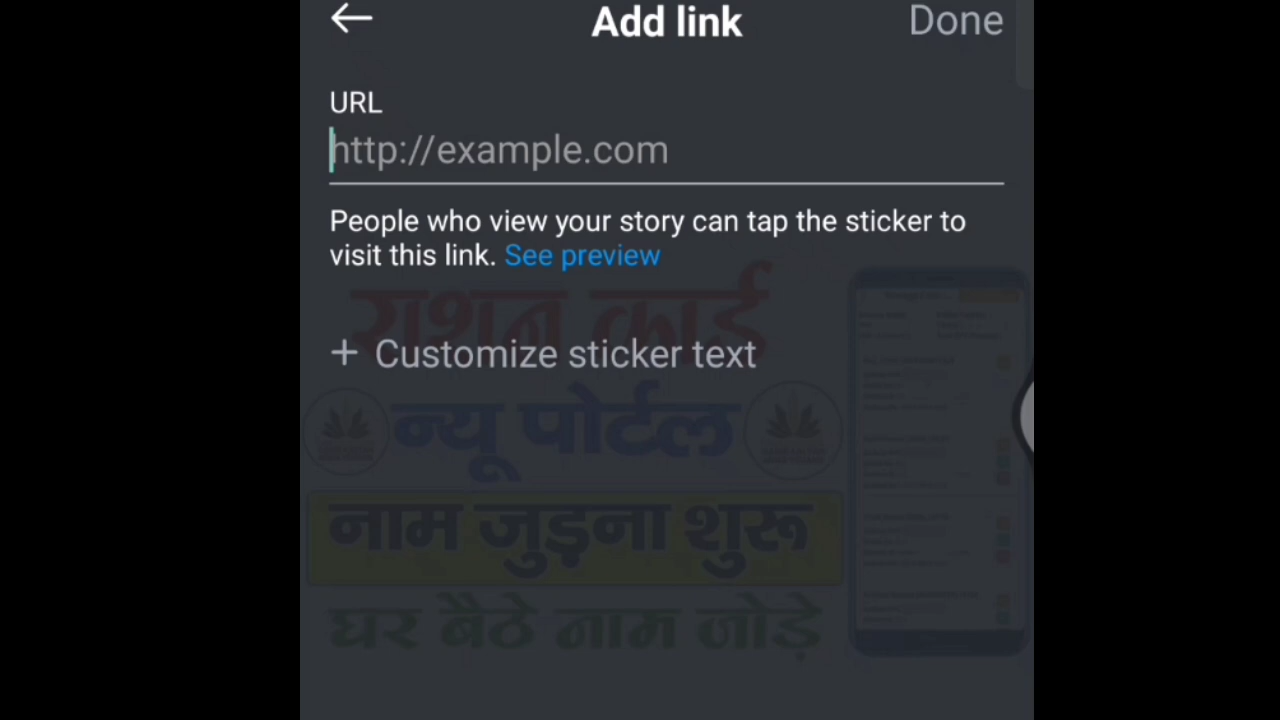 Add link
Done
URL
http://example.com
People who view your story can tap the sticker to
visit this link. See preview
राशन कार्ड
+ Customize sticker text
न्यू पोर्टल
नाम जुड़ना शुरू
घर बैठे नाम जोड़े